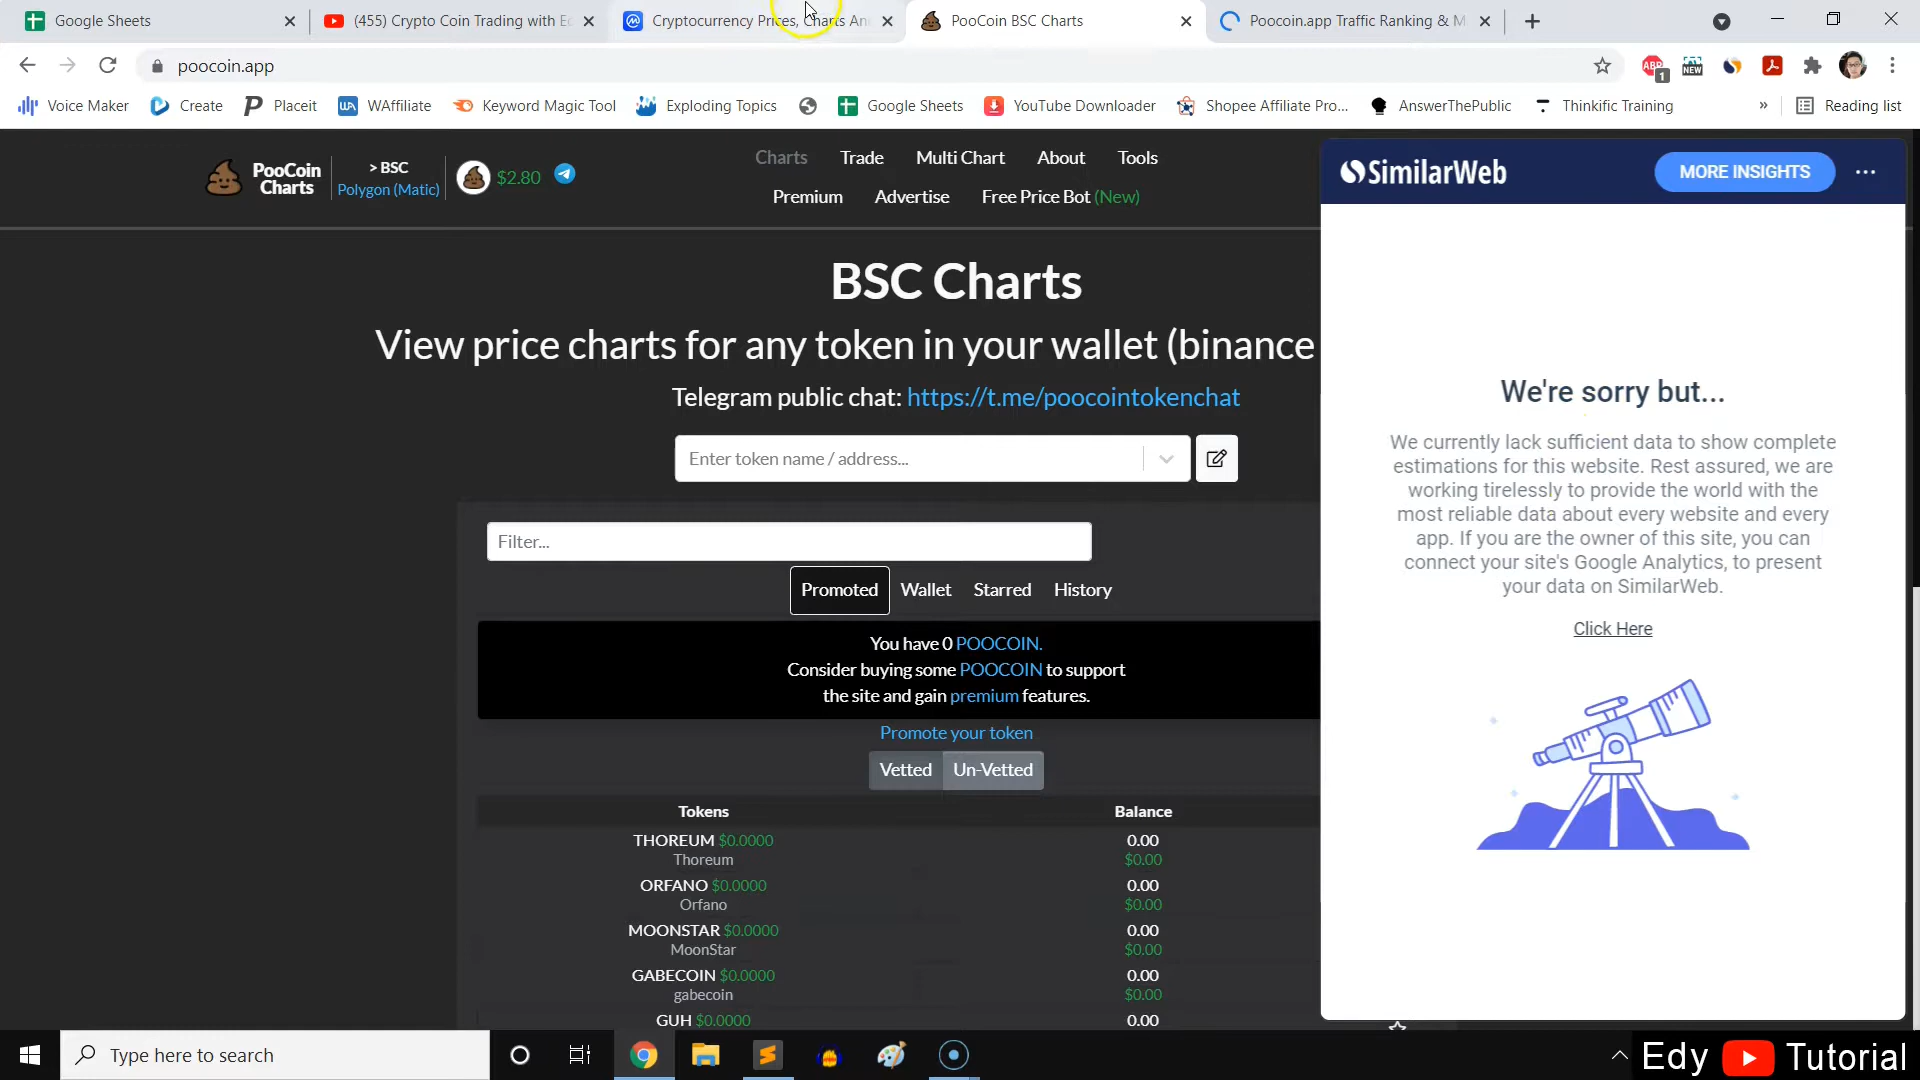 Google Sheets
(455) Crypto Coin Trading with Ed
Cryptocurrency Prices, Charts An
PooCoin BSC Charts
Poocoin.app Traffic Ranking & M
poocoin.app
ABP
1
NEW
Voice Maker
Create
Placeit
WAffiliate
Keyword Magic Tool
Exploding Topics
Google Sheets
YouTube Downloader
Shopee Affiliate Pro...
AnswerThePublic
Thinkific Training
»
Reading list
PooCoin
Charts
> BSC
Polygon (Matic)
$2.80
Charts
Trade
Multi Chart
About
Tools
Premium
Advertise
Free Price Bot (New)
SimilarWeb
MORE INSIGHTS
BSC Charts
View price charts for any token in your wallet (binance
Telegram public chat: https://t.me/poocointokenchat
Enter token name / address...
Filter...
Promoted
Wallet
Starred
History
You have 0 POOCOIN.
Consider buying some POOCOIN to support
the site and gain premium features.
Promote your token
Vetted
Un-Vetted
Tokens
Balance
THOREUM $0.0000
0.00
Thoreum
$0.00
ORFANO $0.0000
0.00
Orfano
$0.00
MOONSTAR $0.0000
0.00
MoonStar
$0.00
GABECOIN $0.0000
0.00
gabecoin
$0.00
GUH $0.0000
0.00
We're sorry but...
We currently lack sufficient data to show complete
estimations for this website. Rest assured, we are
working tirelessly to provide the world with the
most reliable data about every website and every
app. If you are the owner of this site, you can
connect your site's Google Analytics, to present
your data on SimilarWeb.
Click Here
Type here to search
Edy Tutorial